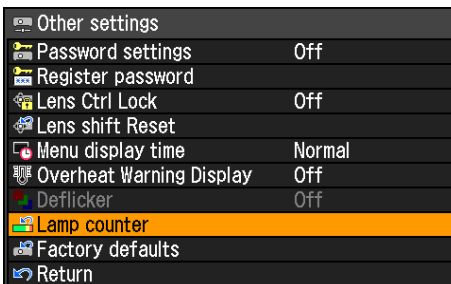 Other settings
Password settings Off
Register password
Lens Ctrl Lock Off
Lens shift Reset
Menu display time Normal
Overheat Warning Display Off
Deflicker Off
Lamp counter
Factory defaults
Return